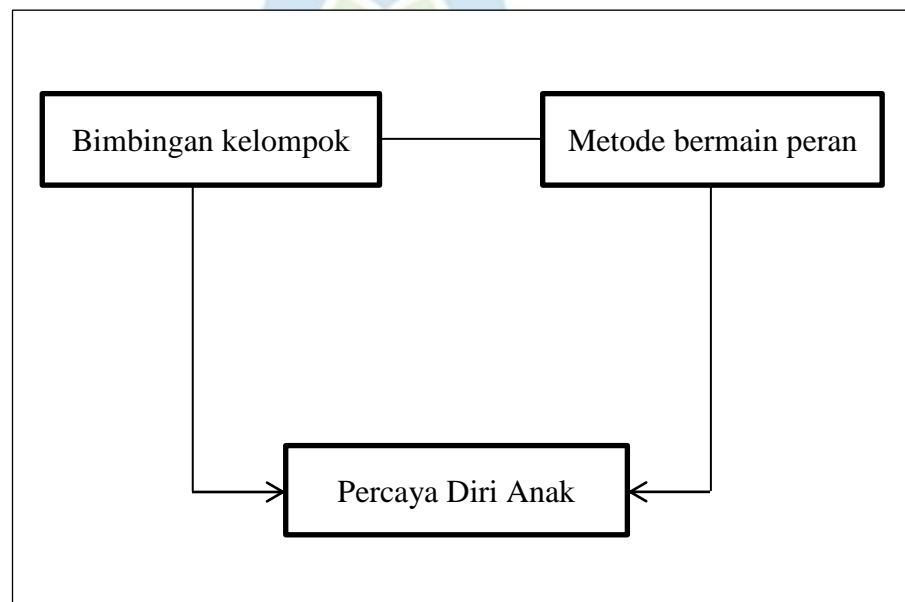 Bimbingan kelompok
Metode bermain peran
Percaya Diri Anak